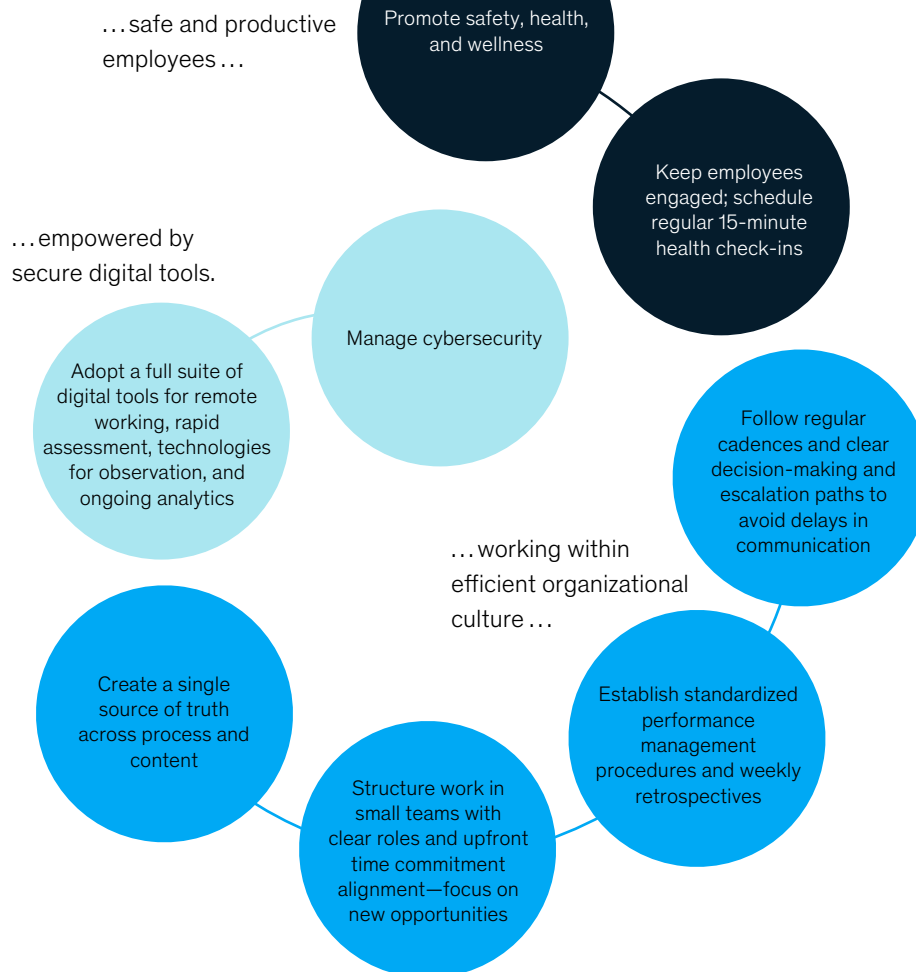 …safe and productive
employees…
Promote safety, health,
and wellness
Keep employees
engaged; schedule
regular 15-minute
health check-ins
…empowered by
secure digital tools.
Manage cybersecurity
Adopt a full suite of
digital tools for remote
working, rapid
assessment, technologies
for observation, and
ongoing analytics
Follow regular
cadences and clear
decision-making and
escalation paths to
avoid delays in
communication
…working within
efficient organizational
culture…
Establish standardized
performance
management
procedures and weekly
retrospectives
Structure work in
small teams with
clear roles and upfront
time commitment
alignment—focus on
new opportunities
Create a single
source of truth
across process and
content